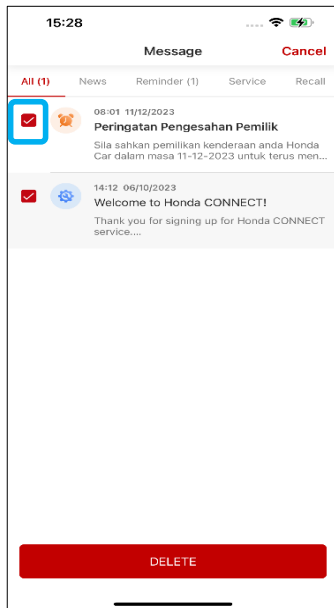 15:28
Message Cancel
All (1) News Reminder (1) Service Recall
08:01 11/12/2023
Peringatan Pengesahan Pemilik
Sila sahkan pemilikan kenderaan anda Honda
Car dalam masa 11-12-2023 untuk terus men...
14:12 06/10/2023
Welcome to Honda CONNECT!
Thank you for signing up for Honda CONNECT
service....
DELETE